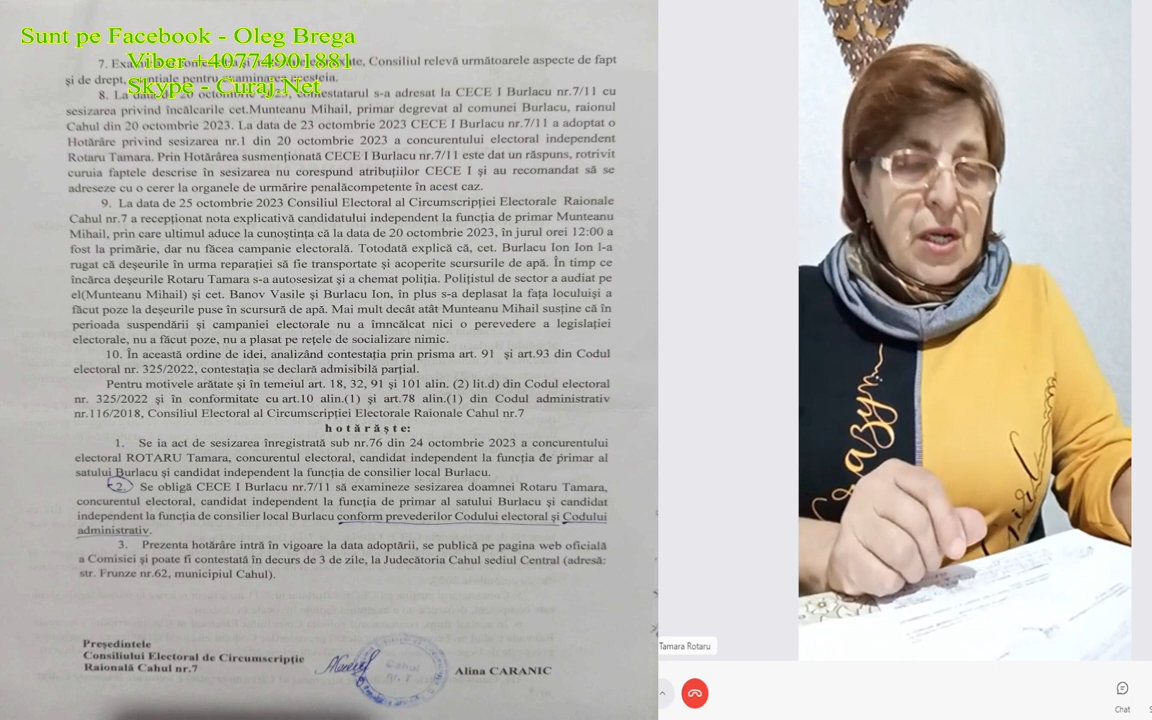 Sunt pe Facebook - Oleg Brega
Viber +40774901881
Skype - Curaj.Net
7. Exa te, Consiliul relevă următoarele aspecte de fapt
și de drept, pentru examinarea acesteia.
8. La data de 20 octombrie 2023, contestatarul s-a adresat la CECE I Burlacu nr.7/11 cu
sesizarea privind încălcarile cet.Munteanu Mihail, primar degrevat al comunei Burlacu, raionul
Cahul din 20 octombrie 2023. La data de 23 octombrie 2023 CECE I Burlacu nr.7/11 a adoptat o
Hotărâre privind sesizarea nr.1 din 20 octombrie 2023 a concurentului electoral independent
Rotaru Tamara. Prin Hotărârea susmenționată CECE I Burlacu nr.7/11 este dat un răspuns, rotrivit
curuia faptele descrise în sesizarea nu corespund atribuțiilor CECE I și au recomandat să se
adreseze cu o cerer la organele de urmărire penalăcompetente în acest caz.
9. La data de 25 octombrie 2023 Consiliul Electoral al Circumscripției Electorale Raionale
Cahul nr.7 a recepționat nota explicativă candidatului independent la funcția de primar Munteanu
Mihail, prin care ultimul aduce la cunoștința că la data de 20 octombrie 2023, în jurul orei 12:00 a
fost la primărie, dar nu făcea campanie electorală. Totodată explică că, cet. Burlacu Ion Ion l-a
rugat că deșeurile în urma reparației să fie transportate și acoperite scursurile de apă. În timp ce
încărca deșeurile Rotaru Tamara s-a autosesizat și a chemat poliția. Polițistul de sector a audiat pe
el(Munteanu Mihail) și cet. Banov Vasile și Burlacu Ion, în plus s-a deplasat la fața loculuiși a
făcut poze la deșeurile puse în scursură de apă. Mai mult decât atât Munteanu Mihail susține că în
perioada suspendării și campaniei electorale nu a îmncălcat nici o perevedere a legislației
electorale, nu a făcut poze, nu a plasat pe rețele de socializare nimic.
10. În această ordine de idei, analizând contestația prin prisma art. 91 și art.93 din Codul
electoral nr. 325/2022, contestația se declară admisibilă parțial.
Pentru motivele arătate și în temeiul art. 18, 32, 91 și 101 alin. (2) lit.d) din Codul electoral
nr. 325/2022 și în conformitate cu art.10 alin.(1) și art.78 alin.(1) din Codul administrativ
nr.116/2018, Consiliul Electoral al Circumscripției Electorale Raionale Cahul nr.7
h o t ă r ă ș t e:
1. Se ia act de sesizarea înregistrată sub nr.76 din 24 octombrie 2023 a concurentului
electoral ROTARU Tamara, concurentul electoral, candidat independent la funcția de primar al
satului Burlacu și candidat independent la funcția de consilier local Burlacu.
2. Se obligă CECE I Burlacu nr.7/11 să examineze sesizarea doamnei Rotaru Tamara,
concurentul electoral, candidat independent la funcția de primar al satului Burlacu și candidat
independent la funcția de consilier local Burlacu conform prevederilor Codului electoral și Codului
administrativ.
3. Prezenta hotărâre intră în vigoare la data adoptării, se publică pe pagina web oficială
a Comisiei și poate fi contestată în decurs de 3 de zile, la Judecătoria Cahul sediul Central (adresă:
str. Frunze nr.62, municipiul Cahul).
Președintele
Consiliului Electoral de Circumscripție
Raională Cahul nr.7
Alina CARANIC
Cahul
nr. 7
Tamara Rotaru
Chat